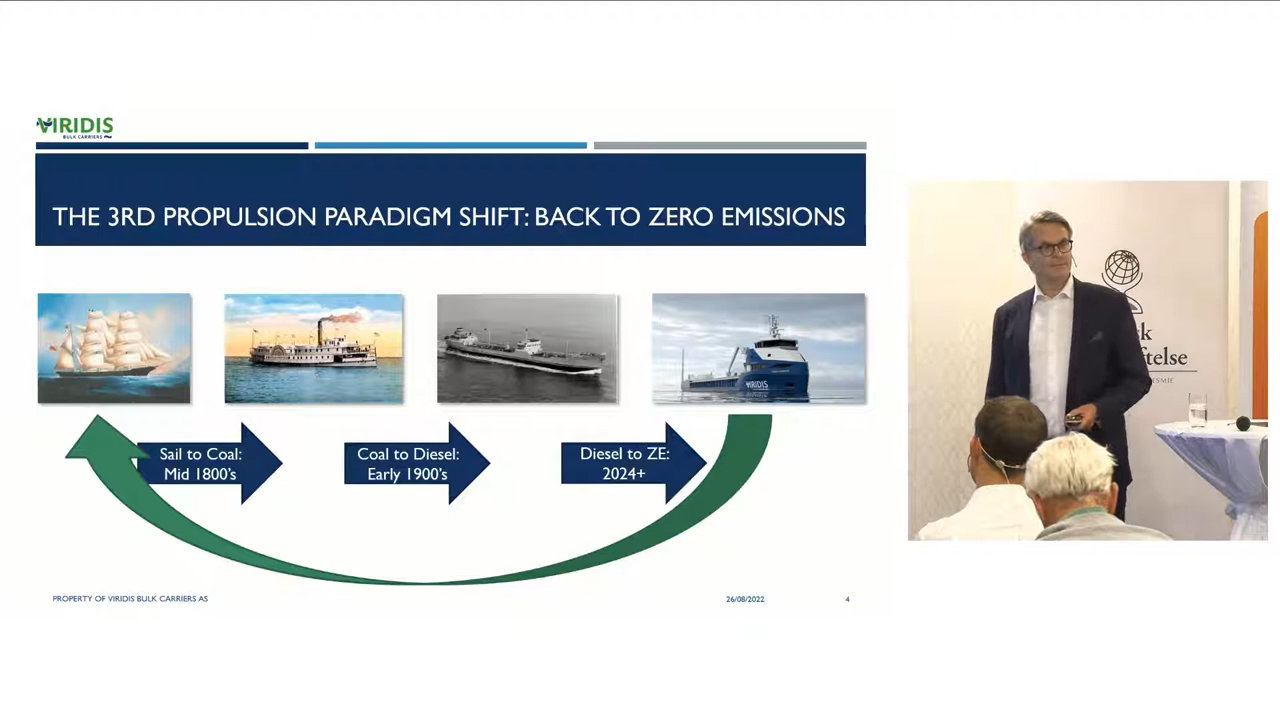 VIRIDIS
BULK CARRIERS
THE 3RD PROPULSION PARADIGM SHIFT: BACK TO ZERO EMISSIONS
VIRIDIS
Sail to Coal:
Mid 1800's
Coal to Diesel:
Early 1900's
Diesel to ZE:
2024+
PROPERTY OF VIRIDIS BULK CARRIERS AS
26/08/2022
4